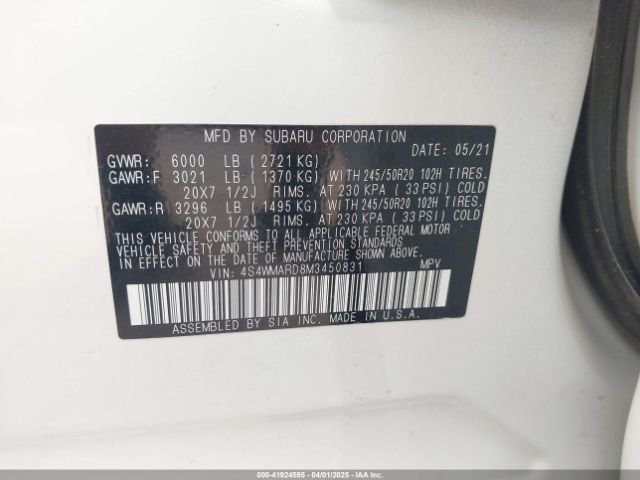 MFD BY SUBARU CORPORATION
DATE: 05/21
GVWR: 6000 LB ( 2721 KG)
GAWR:F 3021 LB ( 1370 KG) WITH 245/50R20 102H TIRES.
20X7 1/2J RIMS. AT 230 KPA ( 33 PSI) COLD
GAWR:R 3296 LB ( 1495 KG) WITH 245/50R20 102H TIRES.
20X7 1/2J RIMS. AT 230 KPA ( 33 PSI) COLD
THIS VEHICLE CONFORMS TO ALL APPLICABLE FEDERAL MOTOR
VEHICLE SAFETY, BUMPER, AND THEFT PREVENTION STANDARDS
IN EFFECT ON THE DATE OF MANUFACTURE SHOWN ABOVE.
VIN: 4S4WMARD8M3450831 MPV
ASSEMBLED BY SIA INC. MADE IN U.S.A.
000-41924595 - 04/01/2025 - IAAI.COM